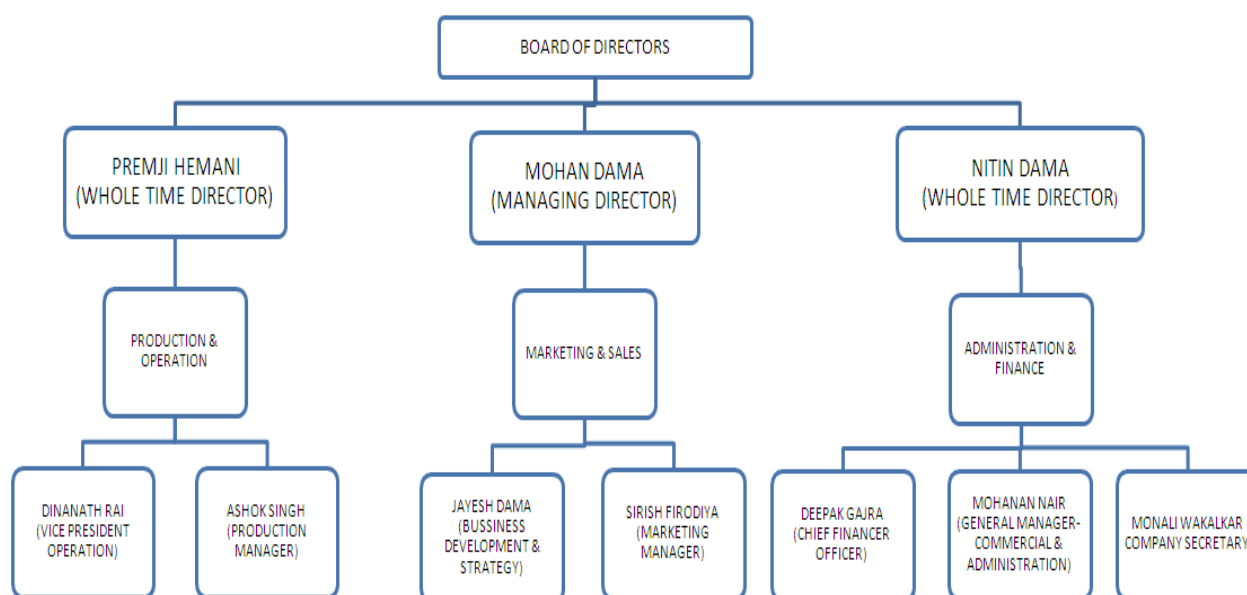 BOARD OF DIRECTORS
PREMJI HEMANI
(WHOLE TIME DIRECTOR)
MOHAN DAMA
(MANAGING DIRECTOR)
NITIN DAMA
(WHOLE TIME DIRECTOR)
PRODUCTION &
OPERATION
MARKETING & SALES
ADMINISTRATION &
FINANCE
DINANATH RAI
(VICE PRESIDENT
OPERATION)
ASHOK SINGH
(PRODUCTION
MANAGER)
JAYESH DAMA
(BUSSINESS
DEVELOPMENT &
STRATEGY)
SIRISH FIRODIYA
(MARKETING
MANAGER)
DEEPAK GAJRA
(CHIEF FINANCER
OFFICER)
MOHANAN NAIR
(GENERAL MANAGER-
COMMERCIAL &
ADMINISTRATION)
MONALI WAKALKAR
COMPANY SECRETARY